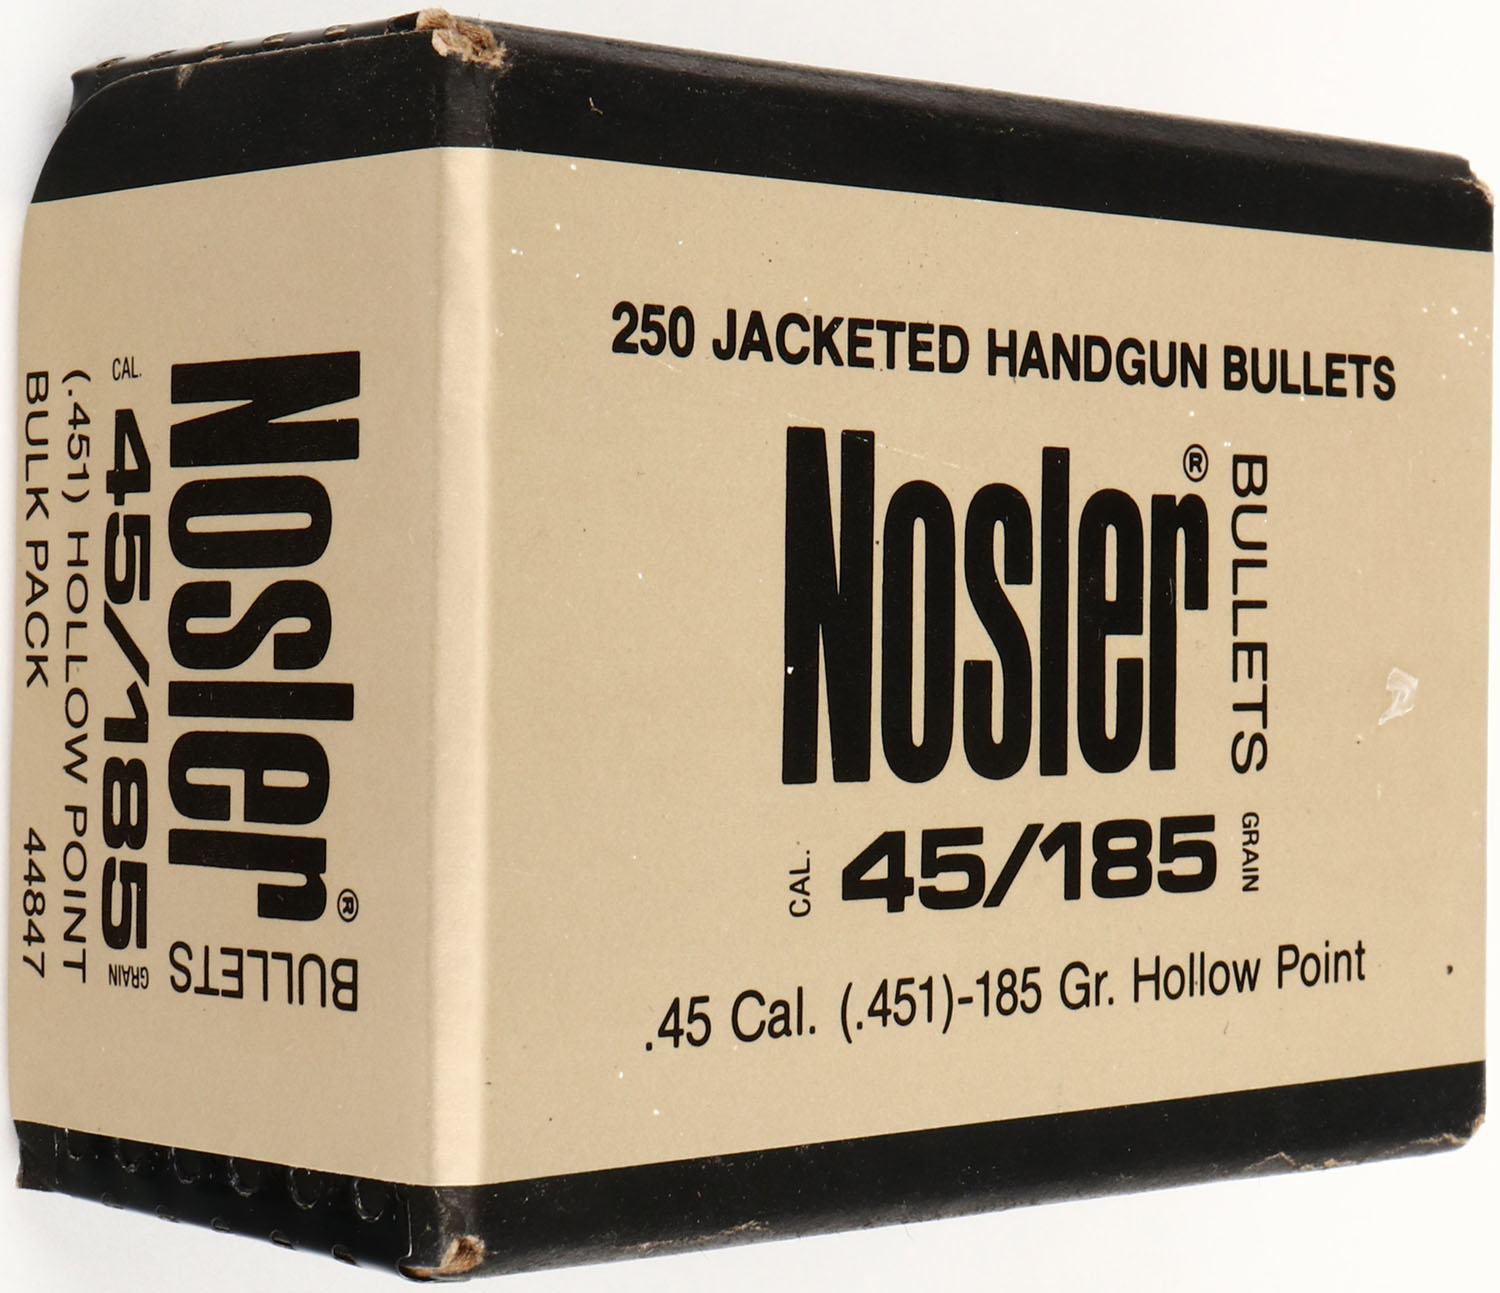 250 JACKETED HANDGUN BULLETS
Nosler®
BULLETS
CAL. 45/185 GRAIN
.45 Cal. (.451)-185 Gr. Hollow Point
Nosler®
BULLETS
CAL. 45/185 GRAIN
(.451) HOLLOW POINT
BULK PACK 44847